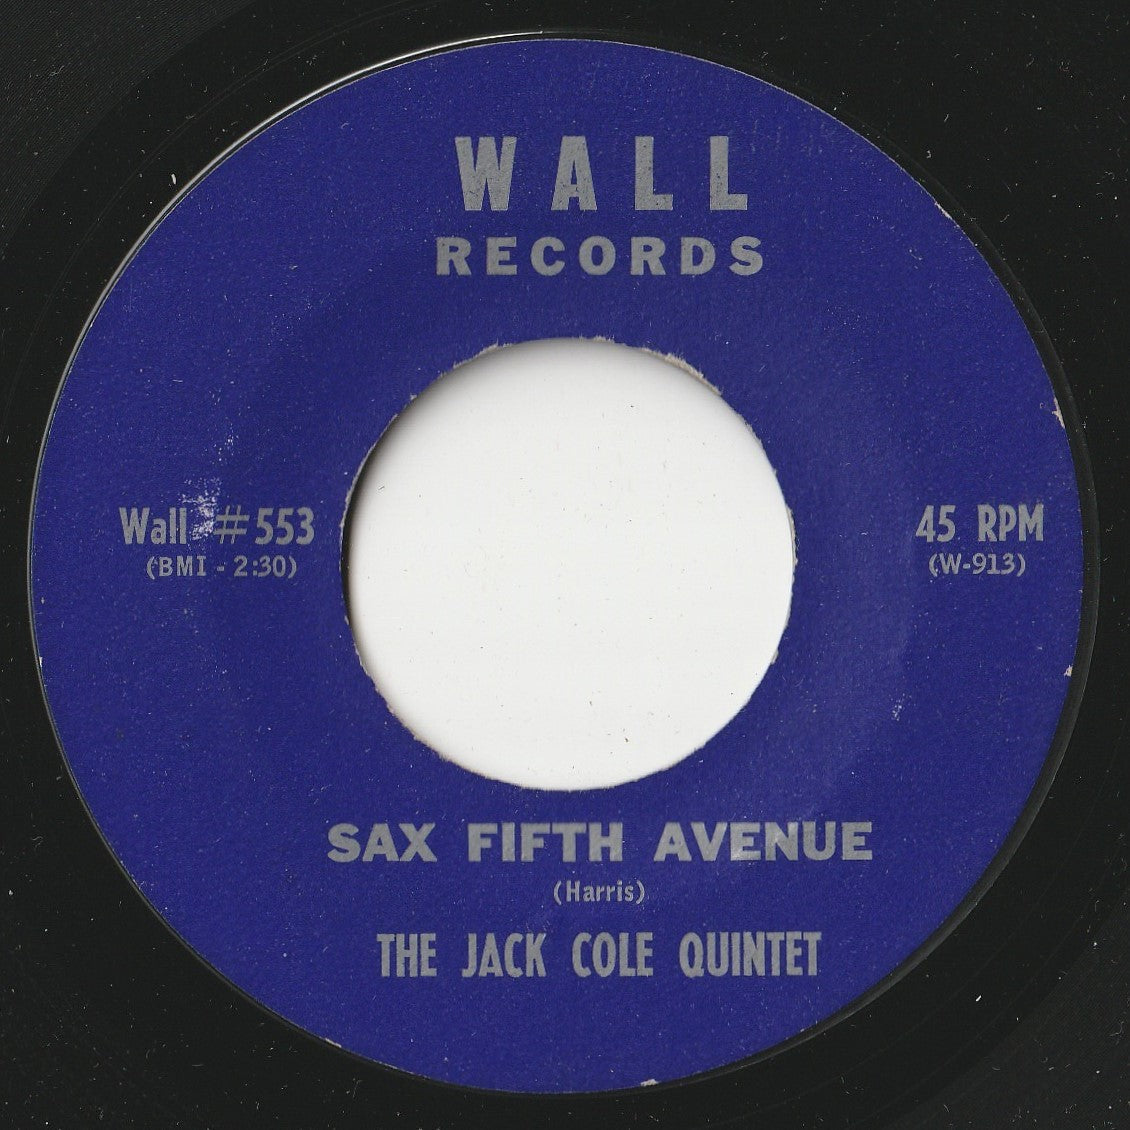 WALL
RECORDS
Wall #553
(BMI - 2:30)
45 RPM
(W-913)
SAX FIFTH AVENUE
(Harris)
THE JACK COLE QUINTET